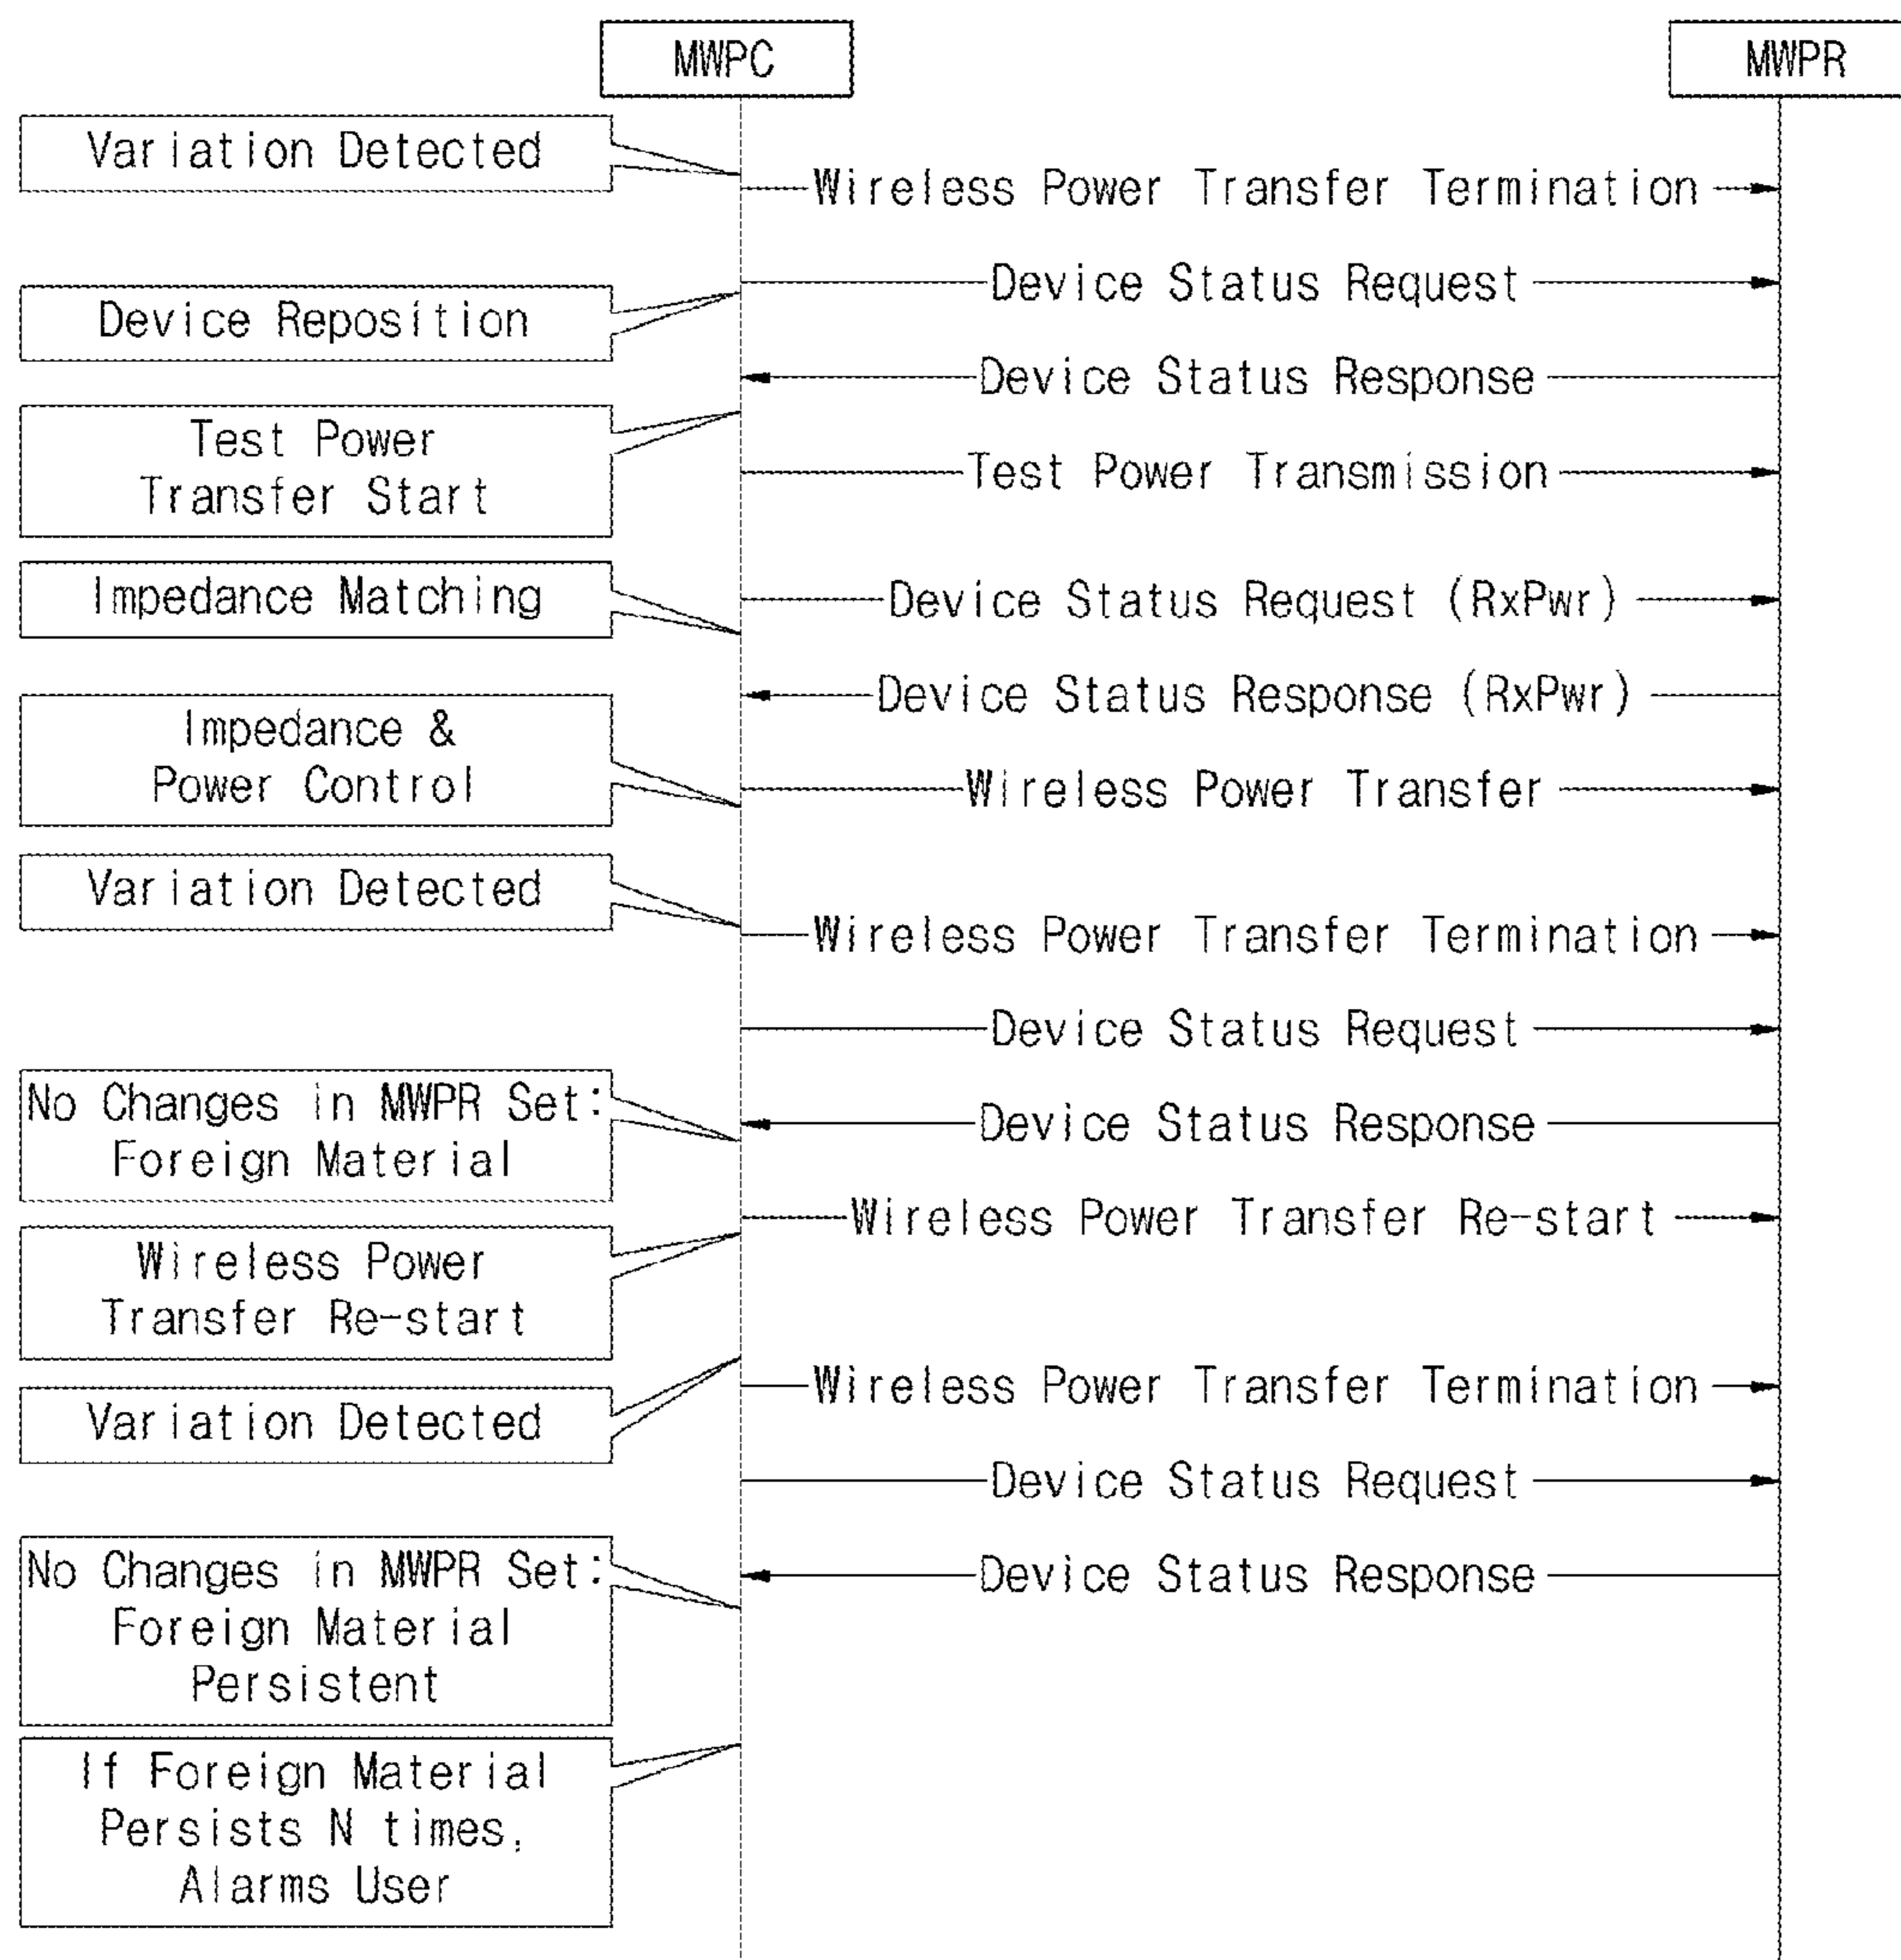 MWPC
MWPR
Variation Detected
Wireless Power Transfer Termination
Device Status Request
Device Reposition
Device Status Response
Test Power
Transfer Start
Test Power Transmission
Impedance Matching
Device Status Request (RxPwr)
Device Status Response (RxPwr)
Impedance &
Power Control
Wireless Power Transfer
Variation Detected
Wireless Power Transfer Termination
Device Status Request
No Changes in MWPR Set:
Foreign Material
Device Status Response
Wireless Power Transfer Re-start
Wireless Power
Transfer Re-start
Wireless Power Transfer Termination
Variation Detected
Device Status Request
No Changes in MWPR Set:
Foreign Material
Persistent
Device Status Response
If Foreign Material
Persists N times,
Alarms User